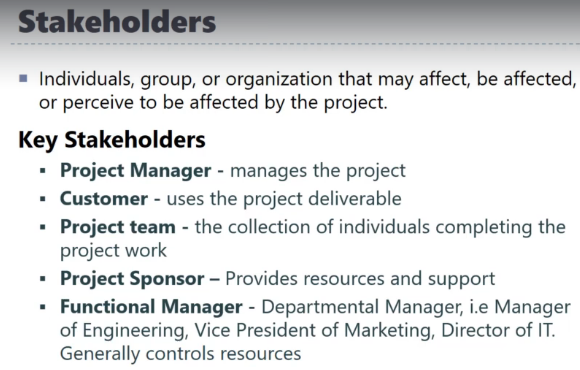 Stakeholders
▪ Individuals, group, or organization that may affect, be affected,
or perceive to be affected by the project.
Key Stakeholders
▪ Project Manager - manages the project
▪ Customer - uses the project deliverable
▪ Project team - the collection of individuals completing the
project work
▪ Project Sponsor – Provides resources and support
▪ Functional Manager - Departmental Manager, i.e Manager
of Engineering, Vice President of Marketing, Director of IT.
Generally controls resources